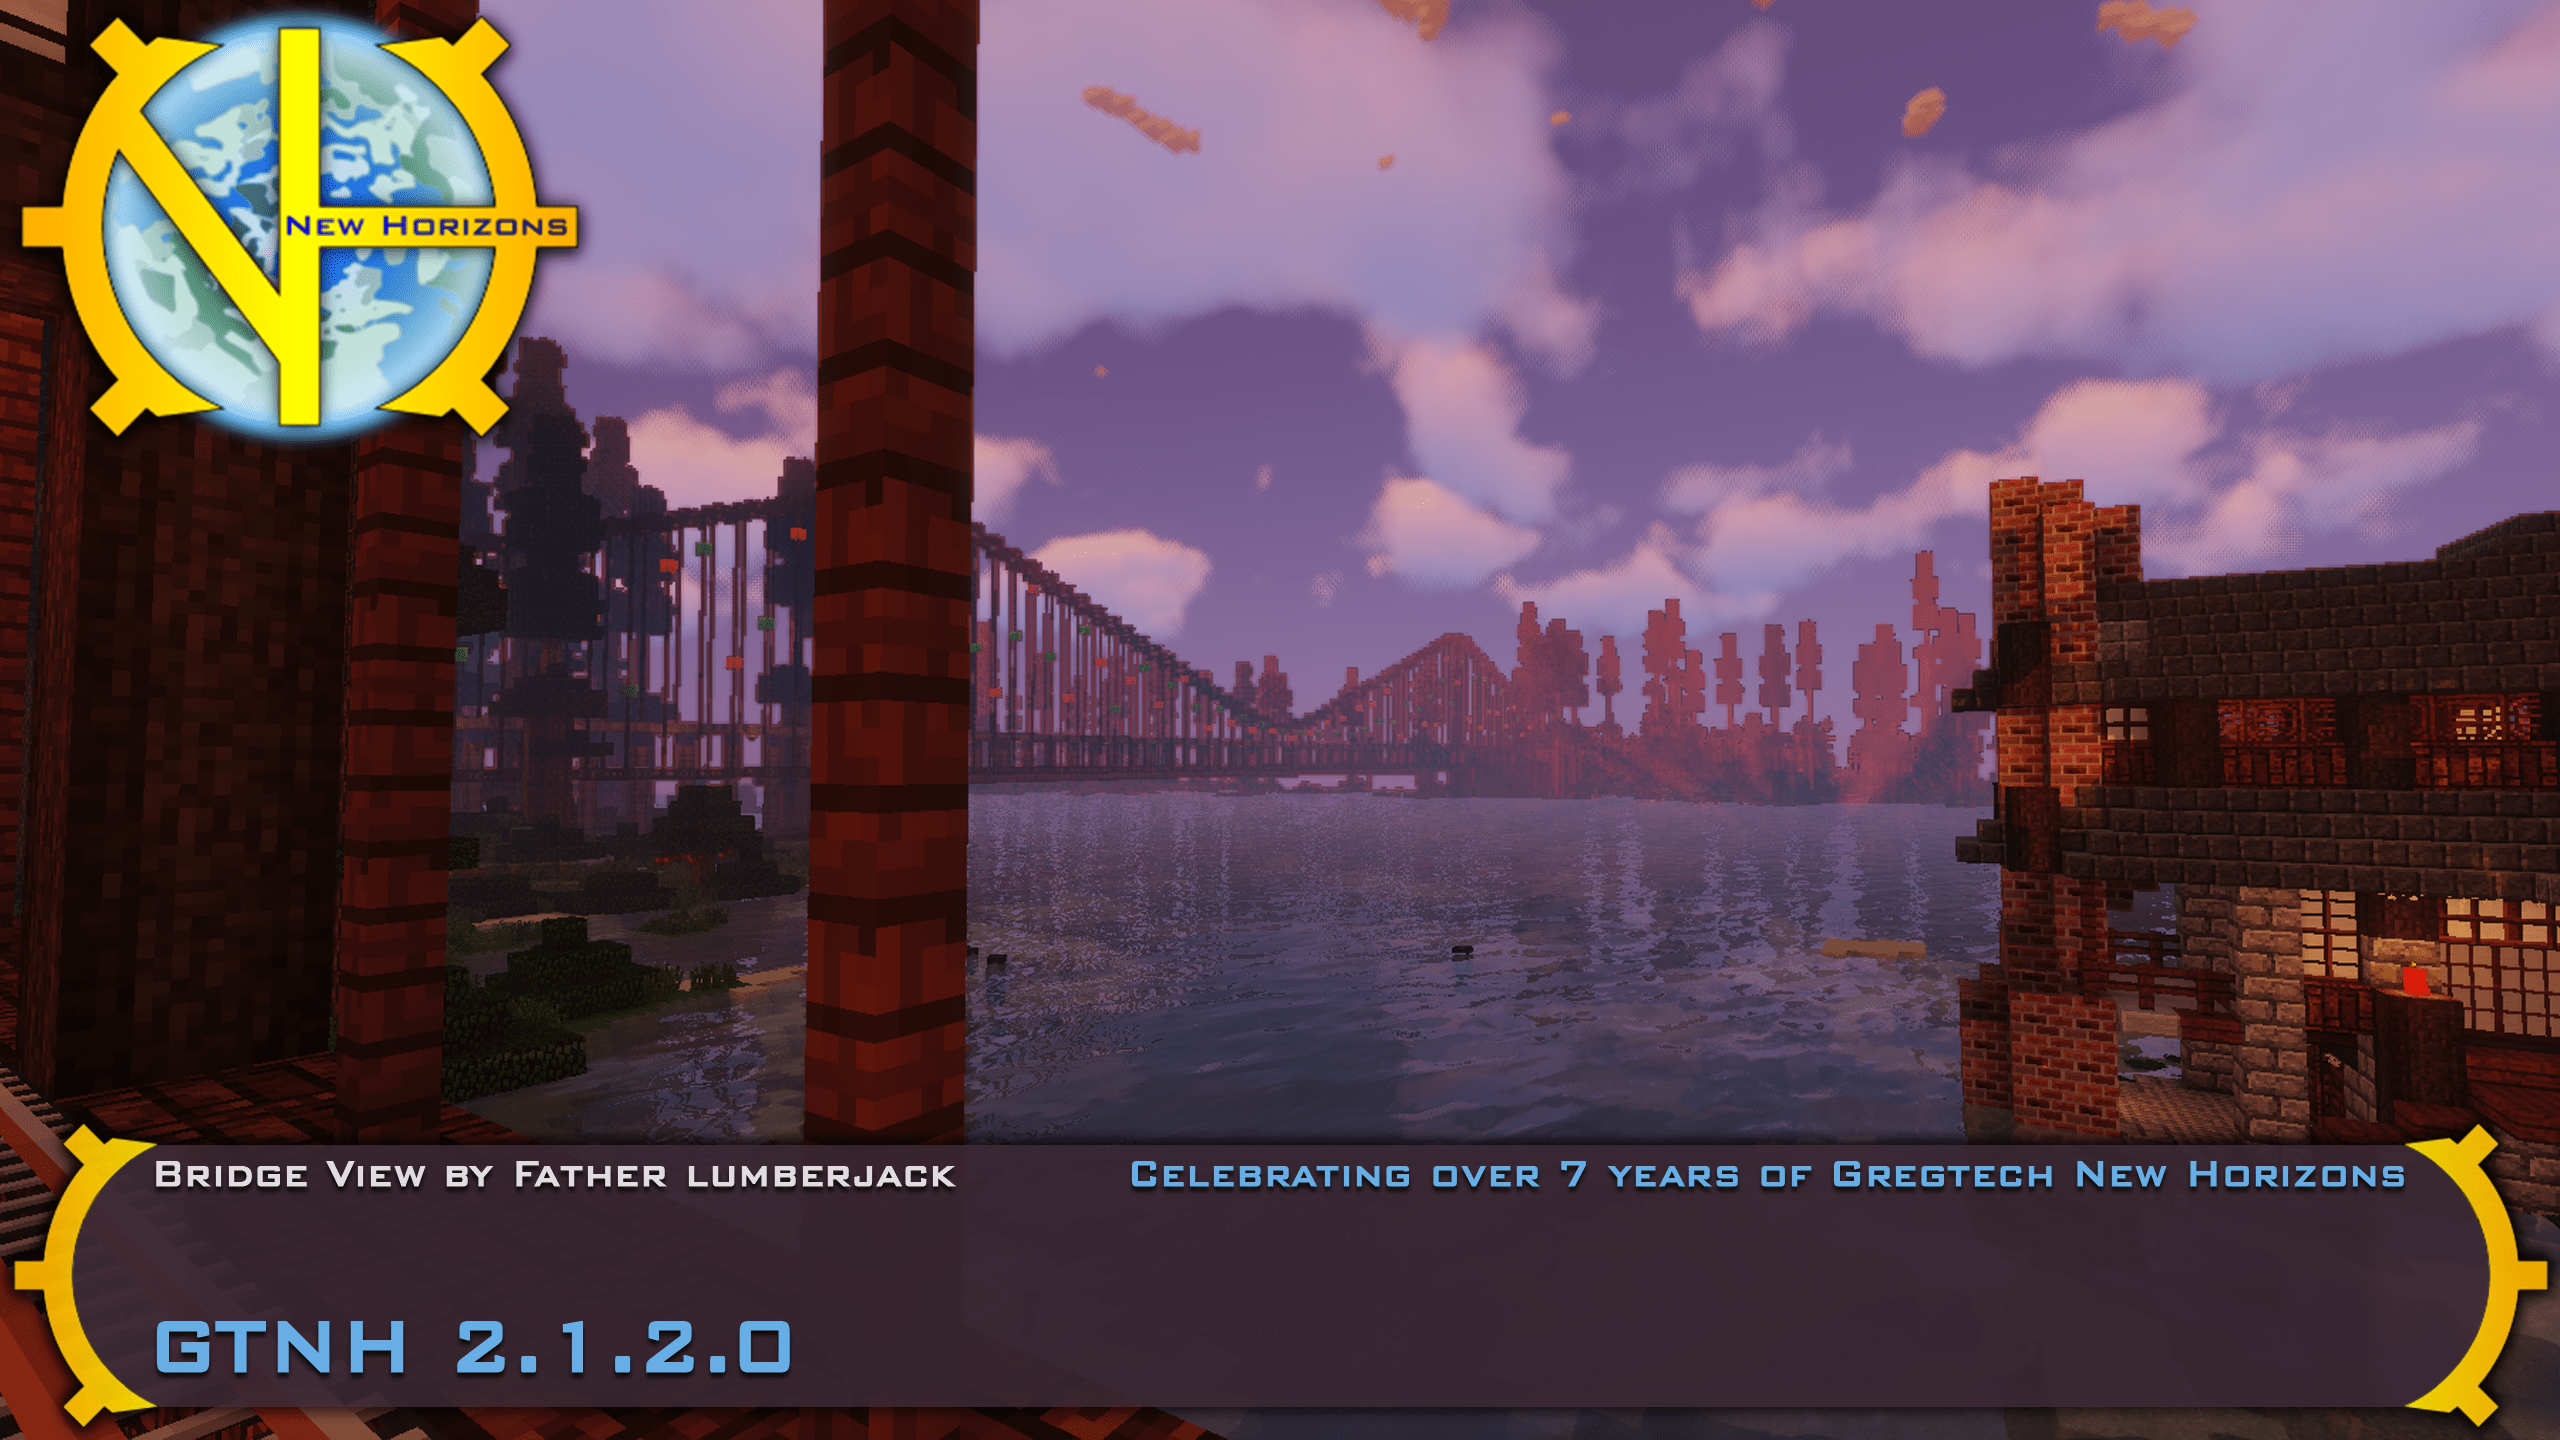 New Horizons
Bridge View by Father lumberjack
Celebrating over 7 years of Gregtech New Horizons
GTNH 2.1.2.0